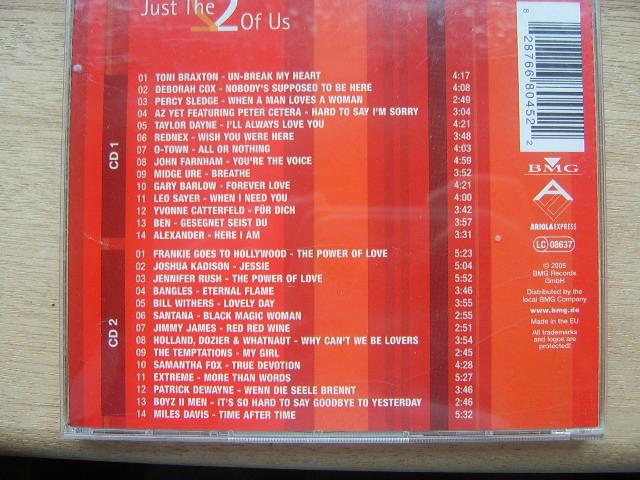 Just The 2 Of Us
CD 1
01 TONI BRAXTON - UN-BREAK MY HEART 4:17
02 DEBORAH COX - NOBODY'S SUPPOSED TO BE HERE 4:08
03 PERCY SLEDGE - WHEN A MAN LOVES A WOMAN 2:49
04 AZ YET FEATURING PETER CETERA - HARD TO SAY I'M SORRY 3:14
05 TAYLOR DAYNE - I'LL ALWAYS LOVE YOU 4:21
06 REDNEX - WISH YOU WERE HERE 3:48
07 O-TOWN - ALL OR NOTHING 4:03
08 JOHN FARNHAM - YOU'RE THE VOICE 4:59
09 MIDGE URE - BREATHE 3:52
10 GARY BARLOW - FOREVER LOVE 4:21
11 LEO SAYER - WHEN I NEED YOU 4:00
12 YVONNE CATTERFELD - FÜR DICH 3:42
13 BEN - GESEGNET SEIST DU 3:57
14 ALEXANDER - HERE I AM 3:31
CD 2
01 FRANKIE GOES TO HOLLYWOOD - THE POWER OF LOVE 5:23
02 JOSHUA KADISON - JESSIE 5:04
03 JENNIFER RUSH - THE POWER OF LOVE 5:52
04 BANGLES - ETERNAL FLAME 3:46
05 BILL WITHERS - LOVELY DAY 3:55
06 SANTANA - BLACK MAGIC WOMAN 2:55
07 JIMMY JAMES - RED RED WINE 2:51
08 HOLLAND, DOZIER & WHATNAUT - WHY CAN'T WE BE LOVERS 3:54
09 THE TEMPTATIONS - MY GIRL 2:45
10 SAMANTHA FOX - TRUE DEVOTION 4:28
11 EXTREME - MORE THAN WORDS 5:27
12 PATRICK DEWAYNE - WENN DIE SEELE BRENNT 3:46
13 BOYZ II MEN - IT'S SO HARD TO SAY GOODBYE TO YESTERDAY 2:46
14 MILES DAVIS - TIME AFTER TIME 5:32
8 28766 80452 2
BMG
ARIOLA EXPRESS
LC 08637
© 2005
BMG Records
GmbH
Distributed by the
local BMG Company
www.bmg.de
Made in the EU
All trademarks
and logos are
protected!